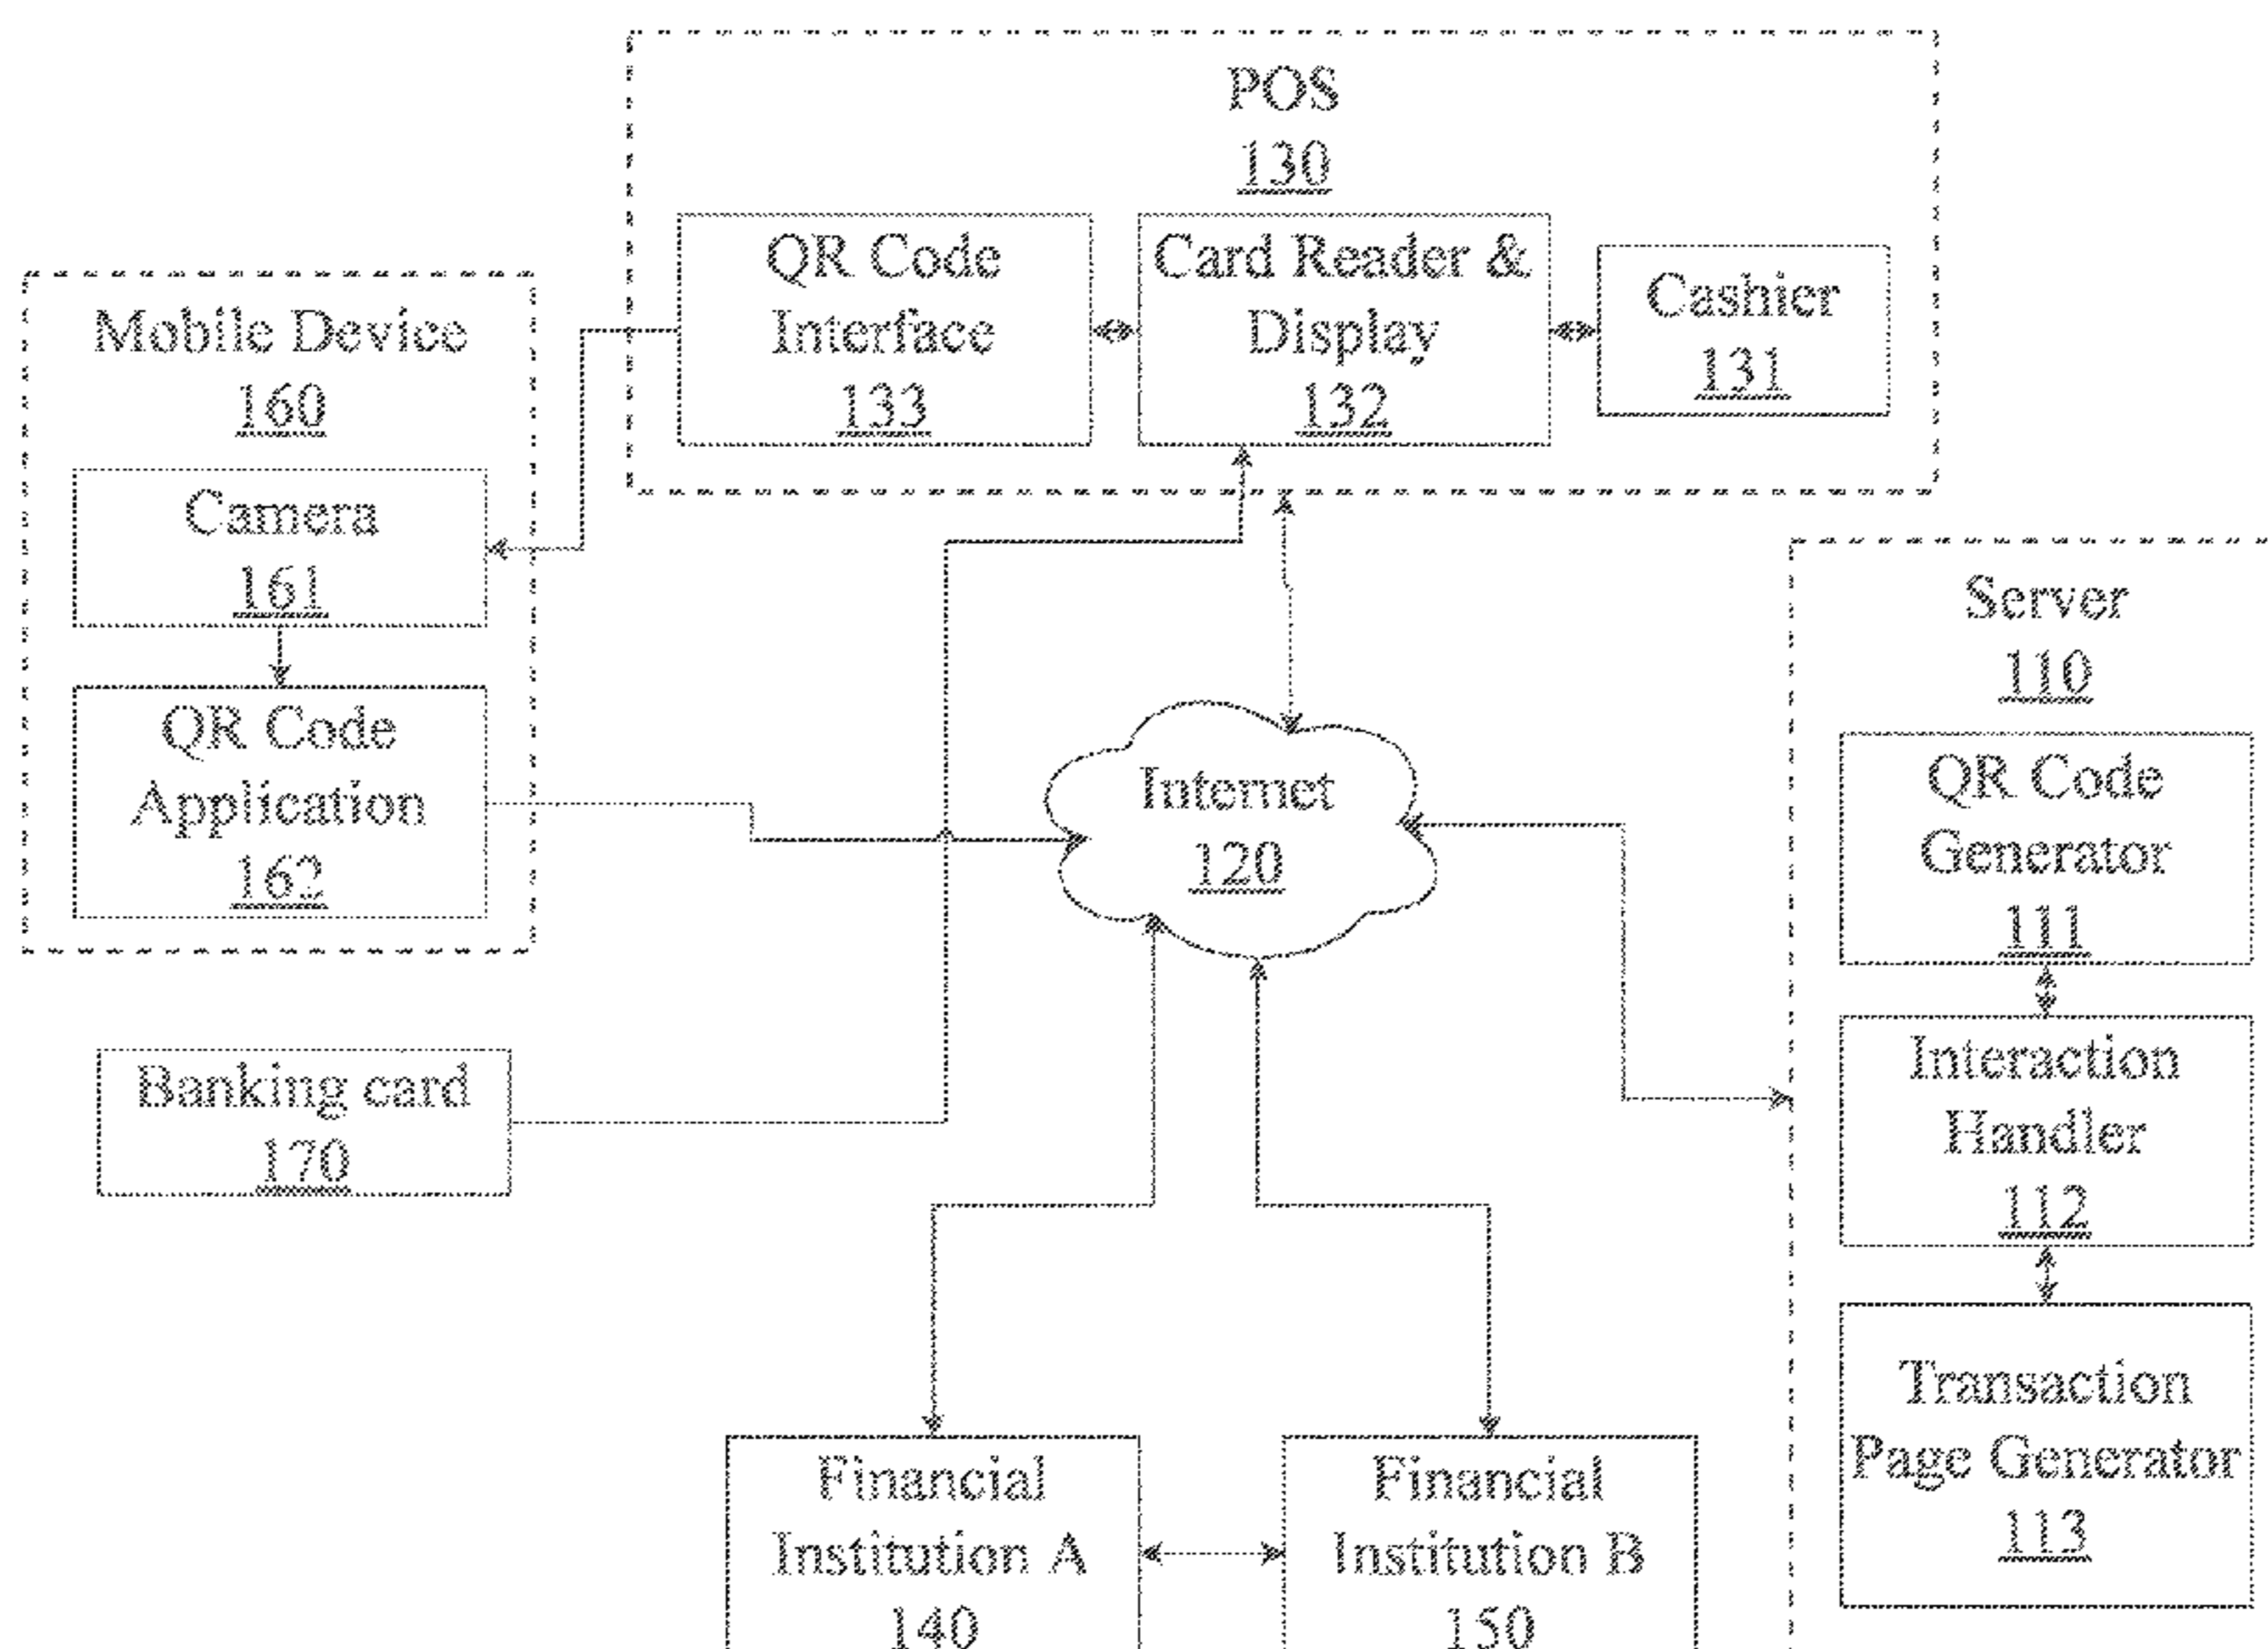 POS
130
QR Code
Interface
133
Card Reader &
Display
132
Cashier
131
Mobile Device
160
Camera
161
QR Code
Application
162
Banking card
170
Internet
120
Server
110
QR Code
Generator
111
Interaction
Handler
112
Transaction
Page Generator
113
Financial
Institution A
140
Financial
Institution B
150